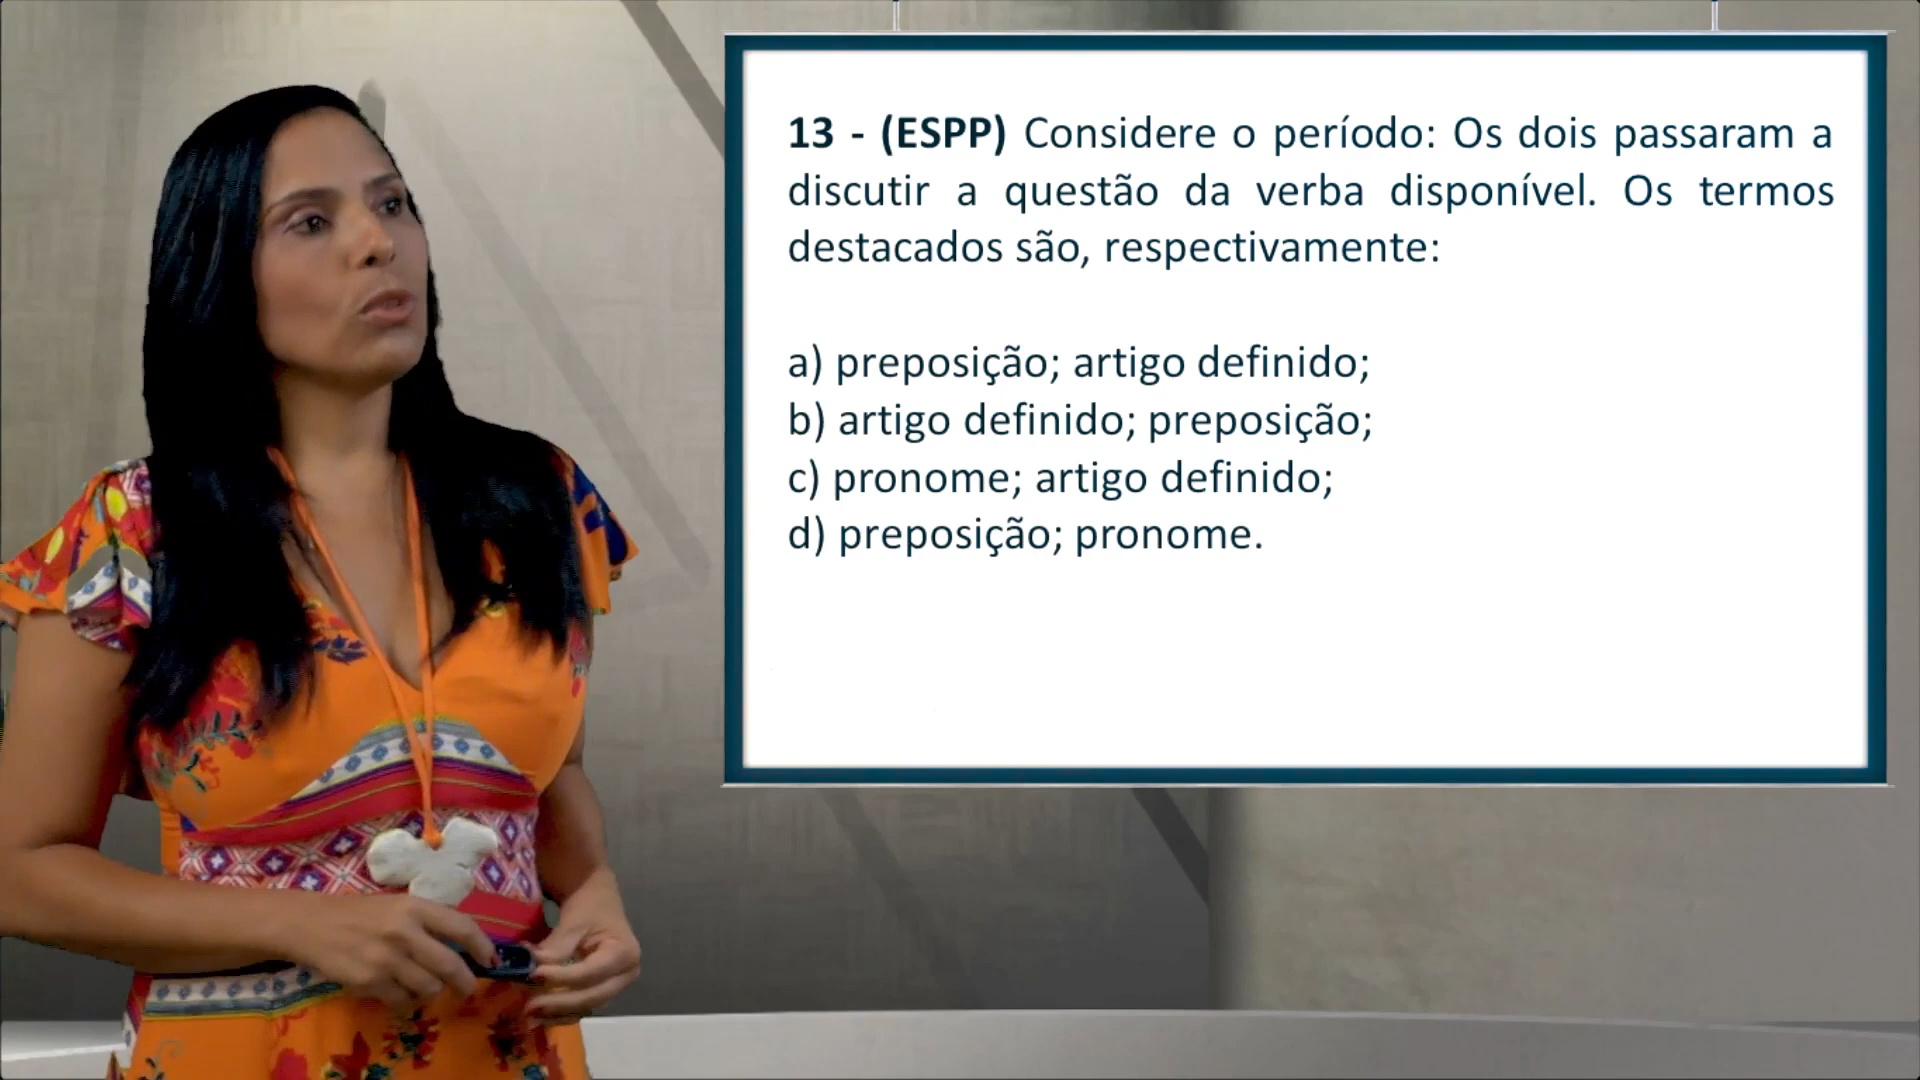 13 - (ESPP) Considere o período: Os dois passaram a
discutir a questão da verba disponível. Os termos
destacados são, respectivamente:
a) preposição; artigo definido;
b) artigo definido; preposição;
c) pronome; artigo definido;
d) preposição; pronome.